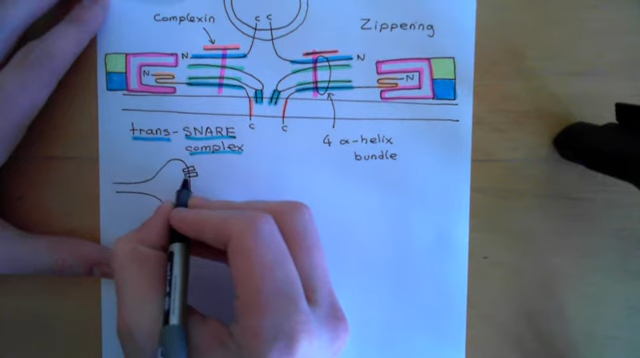 Complexin
C C
Zippering
N
N
N
N
trans-SNARE
complex
C
C
4 α-helix
bundle